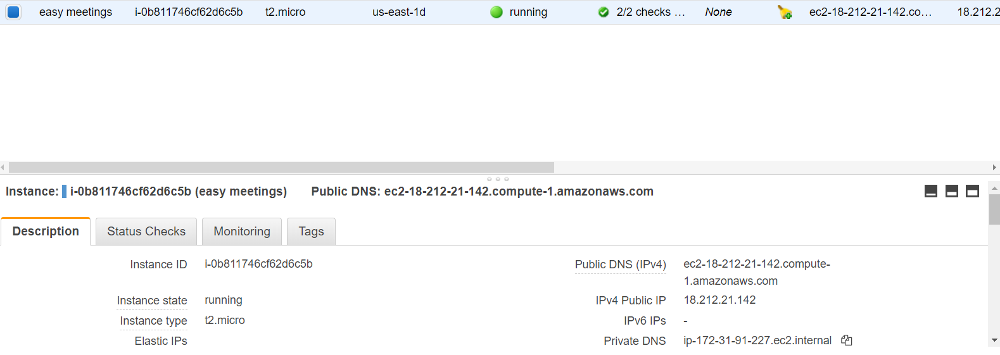 easy meetings i-0b811746cf62d6c5b t2.micro us-east-1d running 2/2 checks ... None ec2-18-212-21-142.co... 18.212.2
Instance: i-0b811746cf62d6c5b (easy meetings) Public DNS: ec2-18-212-21-142.compute-1.amazonaws.com
Description Status Checks Monitoring Tags
Instance ID i-0b811746cf62d6c5b Public DNS (IPv4) ec2-18-212-21-142.compute-
1.amazonaws.com
Instance state running IPv4 Public IP 18.212.21.142
Instance type t2.micro IPv6 IPs -
Elastic IPs Private DNS ip-172-31-91-227.ec2.internal